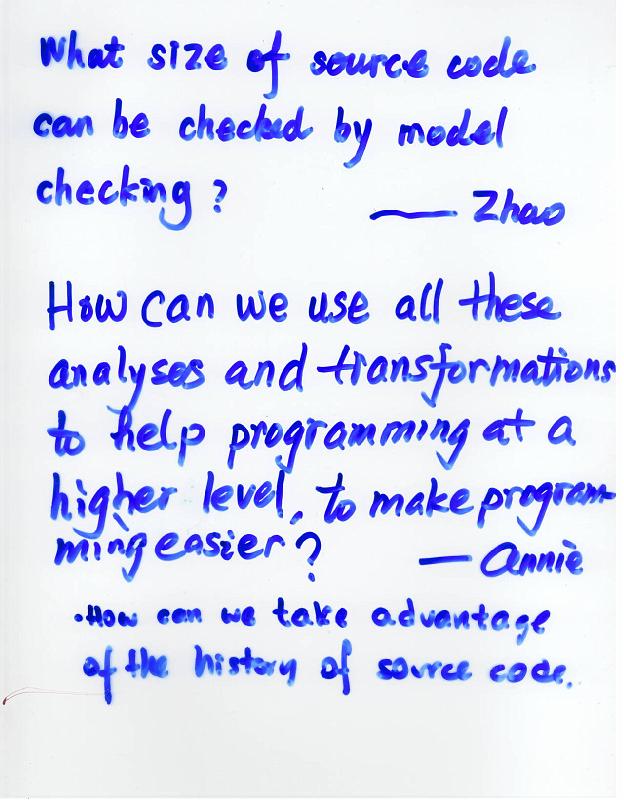 What size of source code
can be checked by model
checking?
— Zhao
How can we use all these
analyses and transformations
to help programming at a
higher level, to make program-
ming easier?
— Annie
• How can we take advantage
of the history of source code.